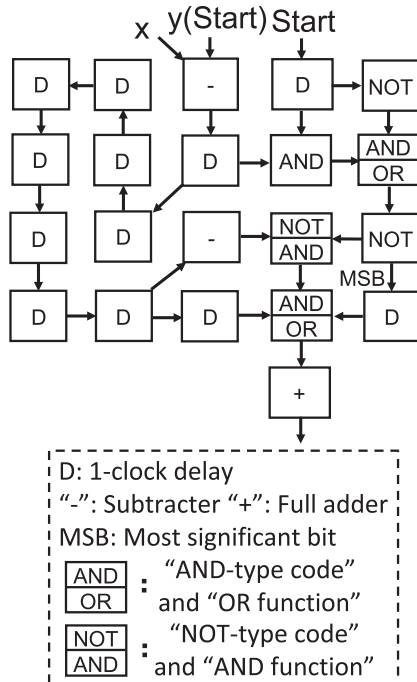 x y(Start) Start
D D - D NOT
D D D AND AND
OR
D D - NOT NOT
AND
MSB
D D D AND D
OR
+
D: 1-clock delay
“-”: Subtracter “+”: Full adder
MSB: Most significant bit
AND : “AND-type code”
OR and “OR function”
NOT : “NOT-type code”
AND and “AND function”